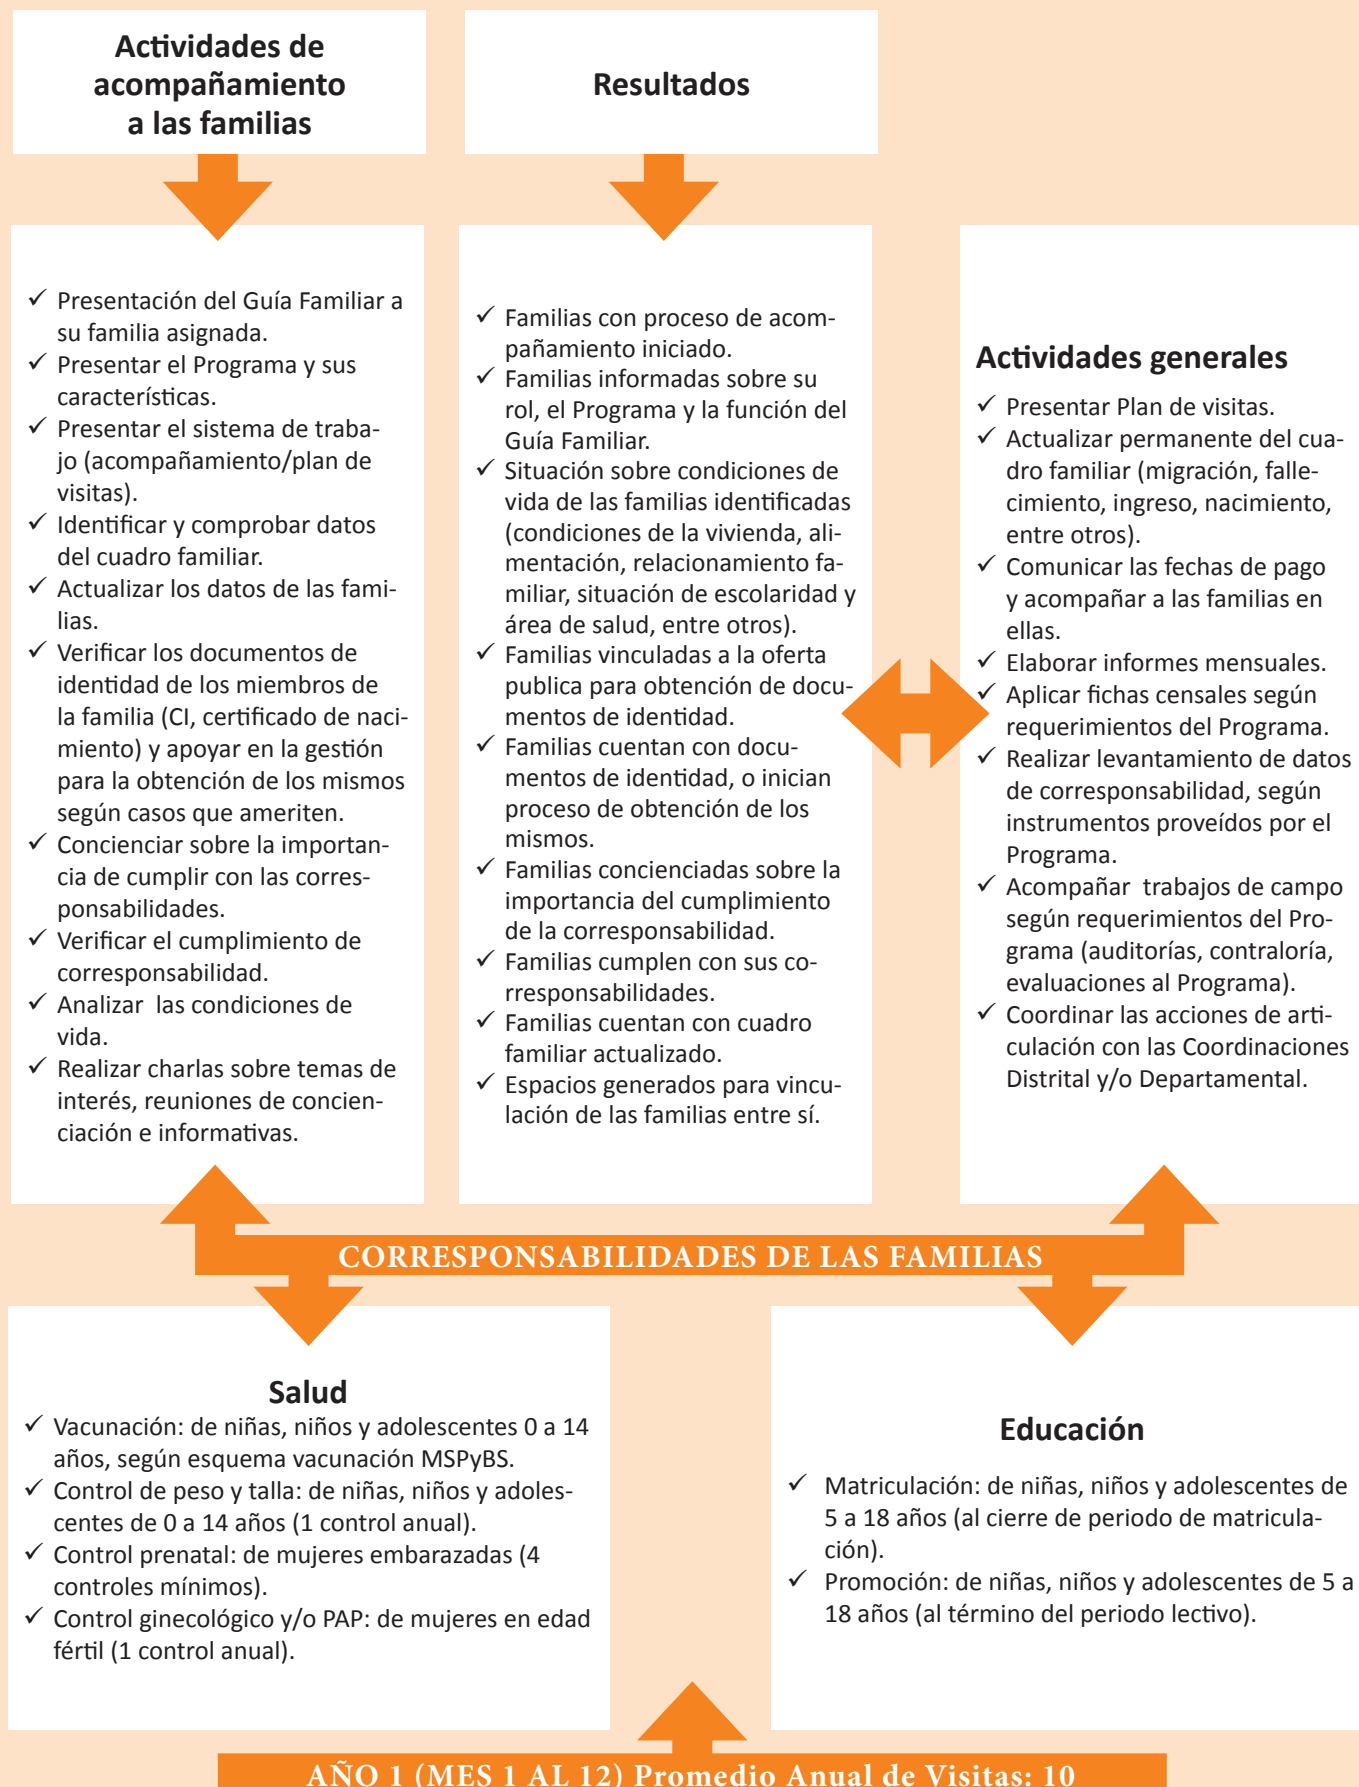 Actividades de
acompañamiento
a las familias
Resultados
✓ Presentación del Guía Familiar a
su familia asignada.
✓ Presentar el Programa y sus
características.
✓ Presentar el sistema de traba-
jo (acompañamiento/plan de
visitas).
✓ Identificar y comprobar datos
del cuadro familiar.
✓ Actualizar los datos de las fami-
lias.
✓ Verificar los documentos de
identidad de los miembros de
la familia (CI, certificado de naci-
miento) y apoyar en la gestión
para la obtención de los mismos
según casos que ameriten.
✓ Concienciar sobre la importan-
cia de cumplir con las corres-
ponsabilidades.
✓ Verificar el cumplimiento de
corresponsabilidad.
✓ Analizar las condiciones de
vida.
✓ Realizar charlas sobre temas de
interés, reuniones de concien-
ciación e informativas.
✓ Familias con proceso de acom-
pañamiento iniciado.
✓ Familias informadas sobre su
rol, el Programa y la función del
Guía Familiar.
✓ Situación sobre condiciones de
vida de las familias identificadas
(condiciones de la vivienda, ali-
mentación, relacionamiento fa-
miliar, situación de escolaridad y
área de salud, entre otros).
✓ Familias vinculadas a la oferta
publica para obtención de docu-
mentos de identidad.
✓ Familias cuentan con docu-
mentos de identidad, o inician
proceso de obtención de los
mismos.
✓ Familias concienciadas sobre la
importancia del cumplimiento
de la corresponsabilidad.
✓ Familias cumplen con sus co-
rresponsabilidades.
✓ Familias cuentan con cuadro
familiar actualizado.
✓ Espacios generados para vincu-
lación de las familias entre sí.
Actividades generales
✓ Presentar Plan de visitas.
✓ Actualizar permanente del cua-
dro familiar (migración, falle-
cimiento, ingreso, nacimiento,
entre otros).
✓ Comunicar las fechas de pago
y acompañar a las familias en
ellas.
✓ Elaborar informes mensuales.
✓ Aplicar fichas censales según
requerimientos del Programa.
✓ Realizar levantamiento de datos
de corresponsabilidad, según
instrumentos proveídos por el
Programa.
✓ Acompañar trabajos de campo
según requerimientos del Pro-
grama (auditorías, contraloría,
evaluaciones al Programa).
✓ Coordinar las acciones de arti-
culación con las Coordinaciones
Distrital y/o Departamental.
CORRESPONSABILIDADES DE LAS FAMILIAS
Salud
✓ Vacunación: de niñas, niños y adolescentes 0 a 14
años, según esquema vacunación MSPyBS.
✓ Control de peso y talla: de niñas, niños y adoles-
centes de 0 a 14 años (1 control anual).
✓ Control prenatal: de mujeres embarazadas (4
controles mínimos).
✓ Control ginecológico y/o PAP: de mujeres en edad
fértil (1 control anual).
Educación
✓ Matriculación: de niñas, niños y adolescentes de
5 a 18 años (al cierre de periodo de matricula-
ción).
✓ Promoción: de niñas, niños y adolescentes de 5 a
18 años (al término del periodo lectivo).
AÑO 1 (MES 1 AL 12) Promedio Anual de Visitas: 10